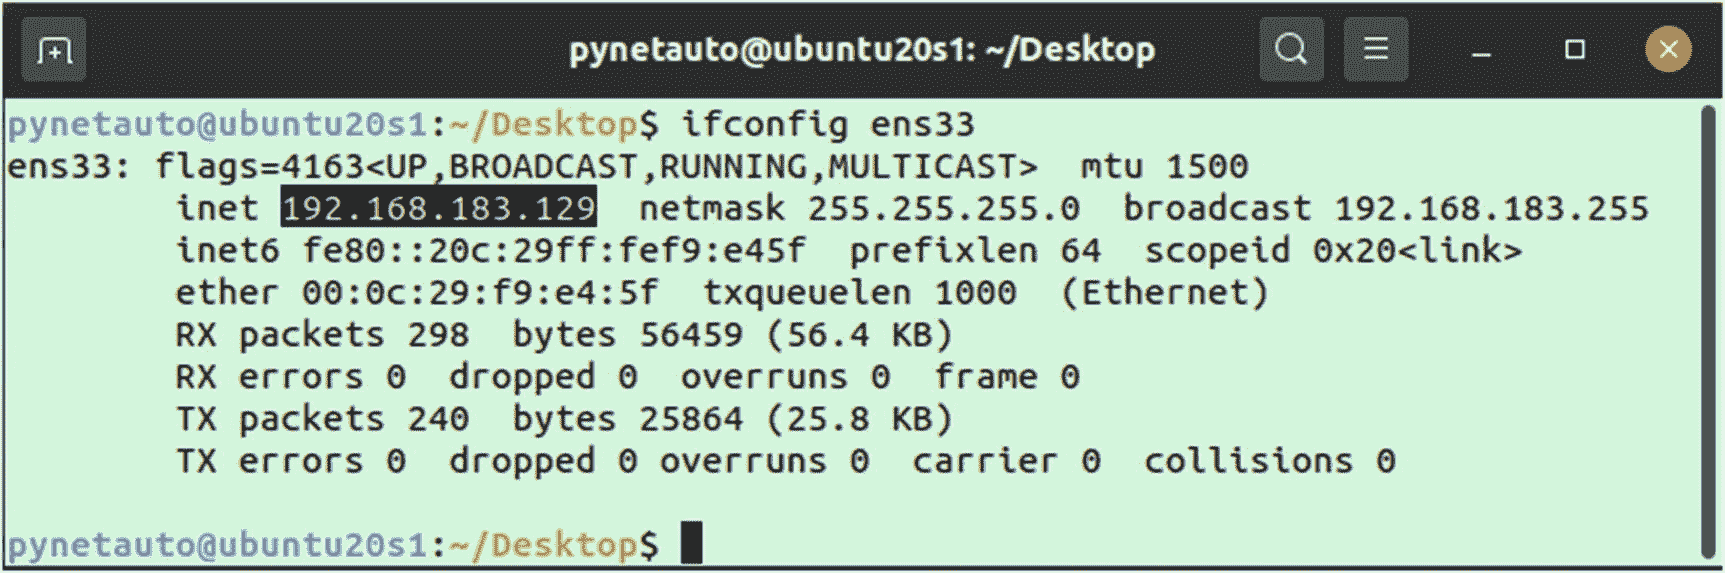 pynetauto@ubuntu20s1: ~/Desktop
pynetauto@ubuntu20s1:~/Desktop$ ifconfig ens33
ens33: flags=4163<UP,BROADCAST,RUNNING,MULTICAST>  mtu 1500
        inet 192.168.183.129  netmask 255.255.255.0  broadcast 192.168.183.255
        inet6 fe80::20c:29ff:fef9:e45f  prefixlen 64  scopeid 0x20<link>
        ether 00:0c:29:f9:e4:5f  txqueuelen 1000  (Ethernet)
        RX packets 298  bytes 56459 (56.4 KB)
        RX errors 0  dropped 0  overruns 0  frame 0
        TX packets 240  bytes 25864 (25.8 KB)
        TX errors 0  dropped 0 overruns 0  carrier 0  collisions 0
pynetauto@ubuntu20s1:~/Desktop$